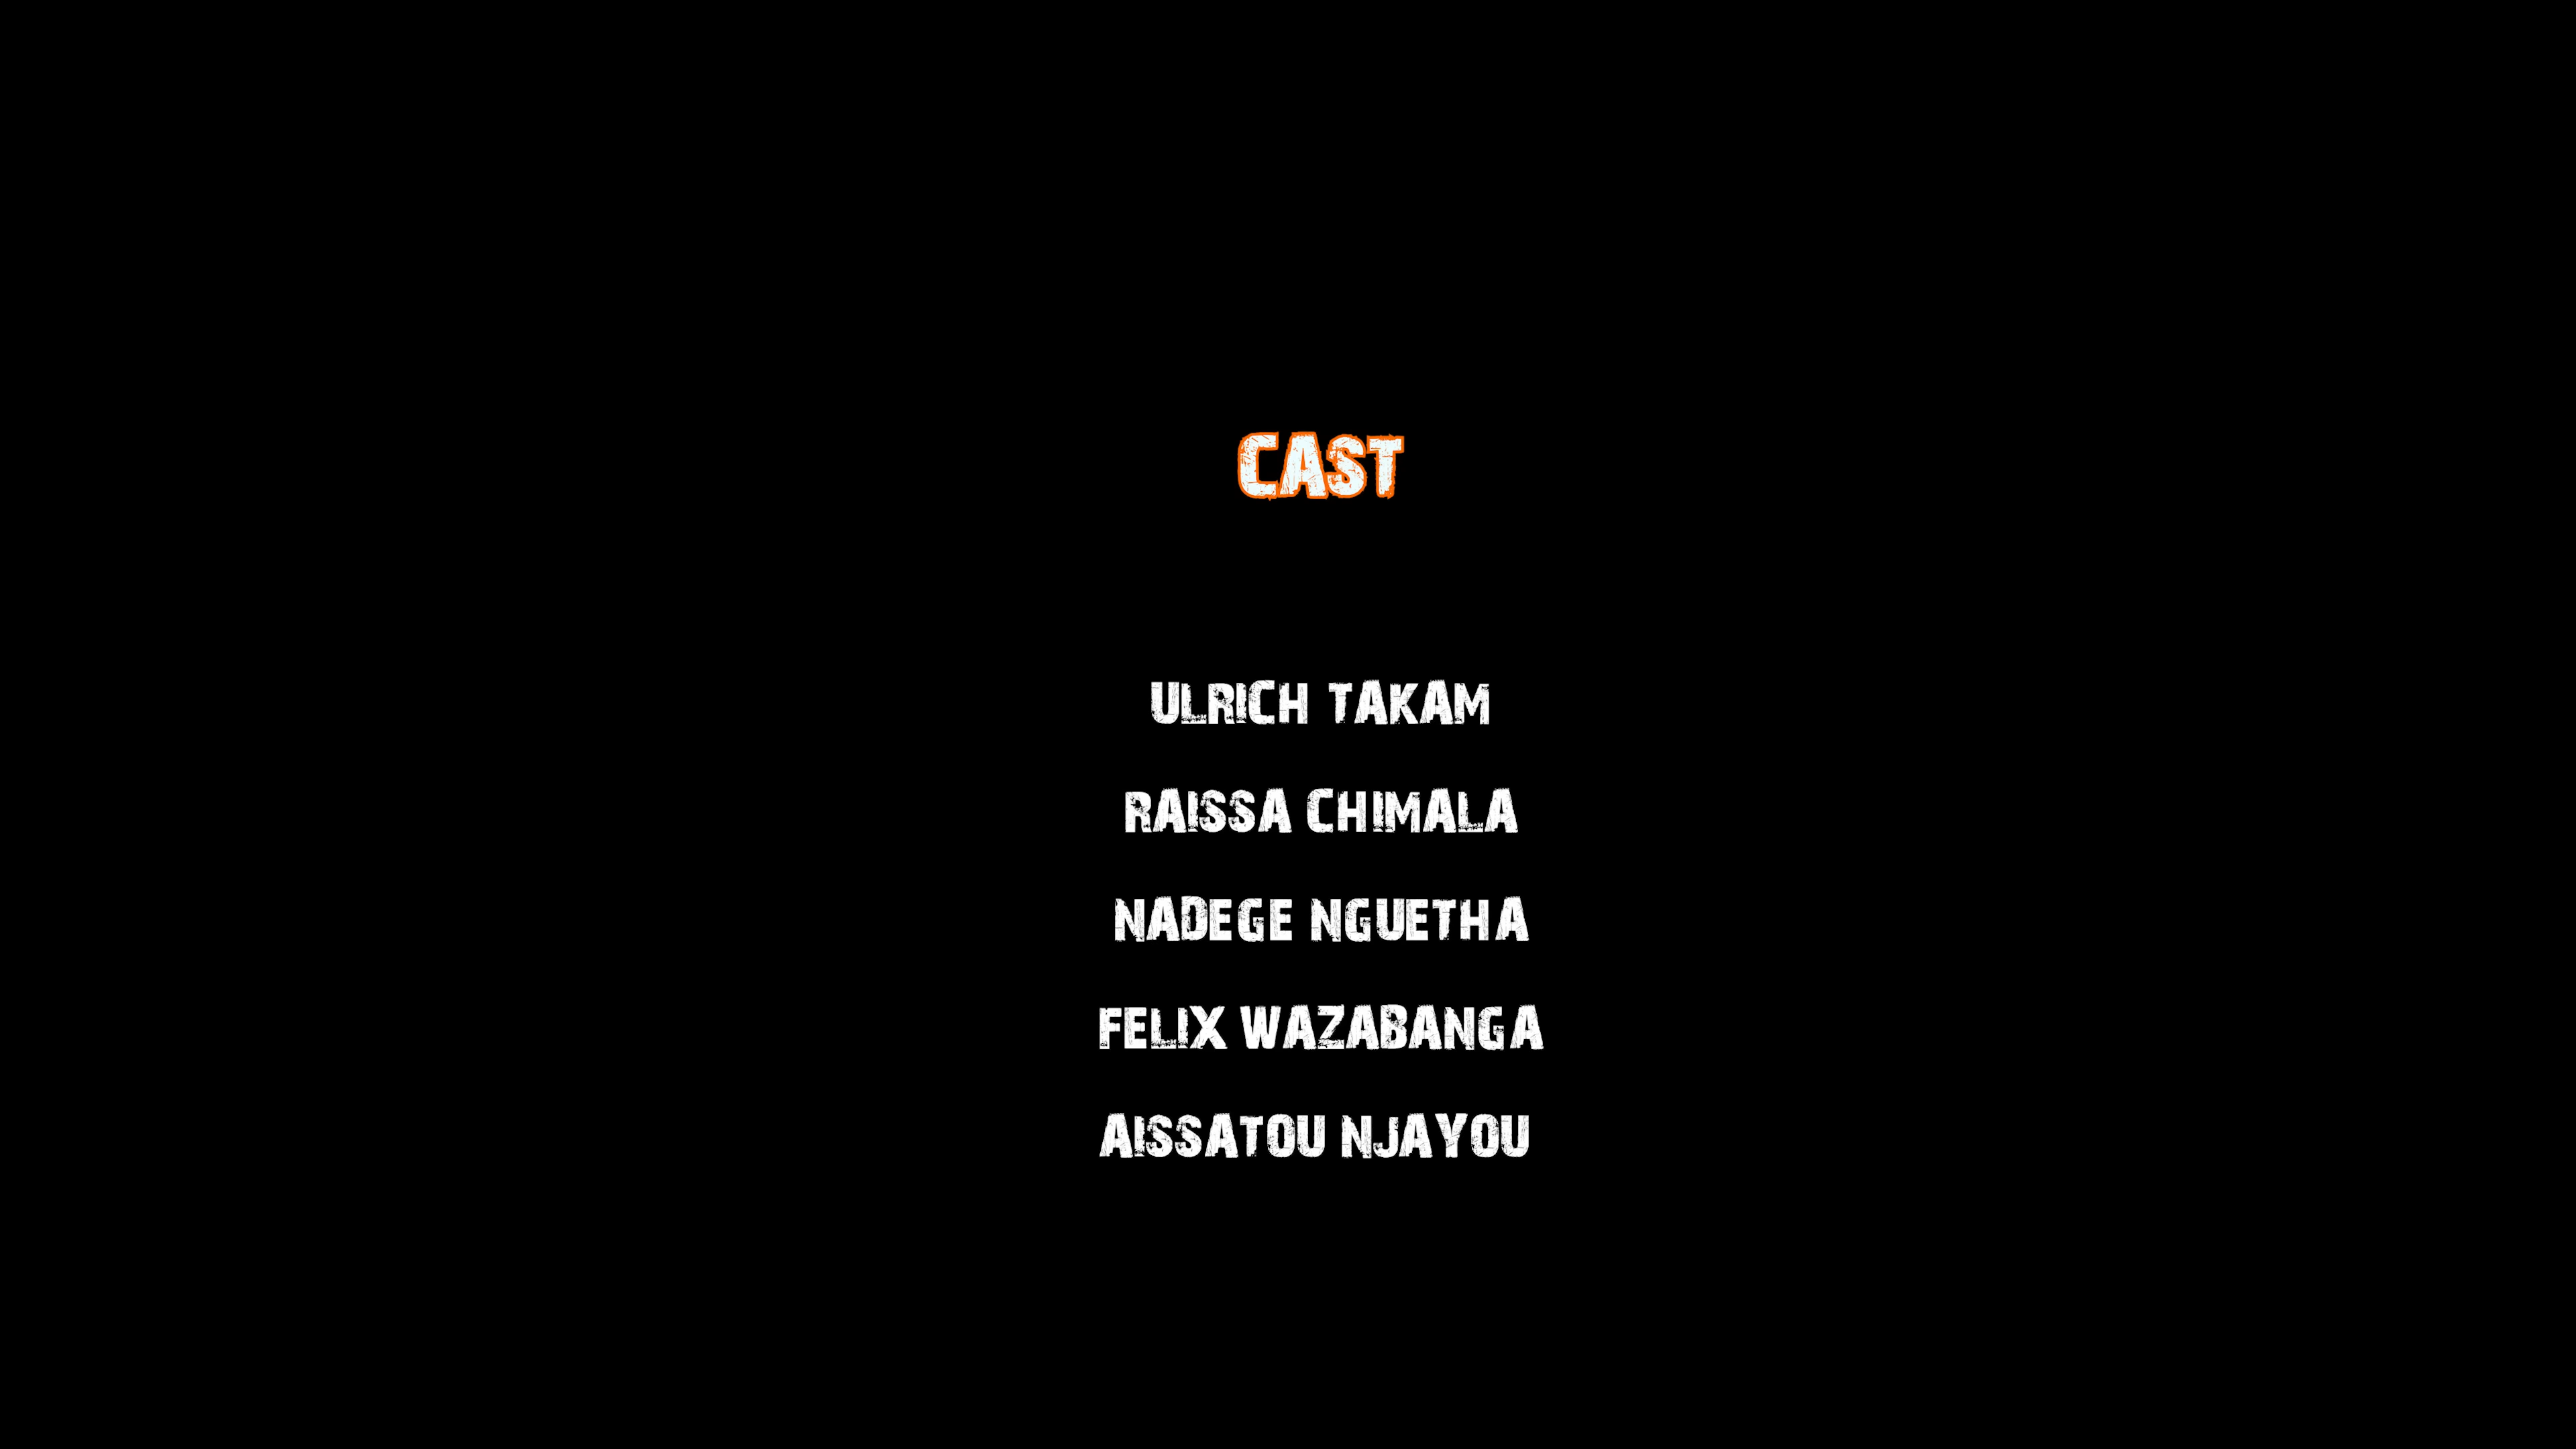 CAST
ULRICH TAKAM
RAISSA CHIMALA
NADEGE NGUETHA
FELIX WAZABANGA
AISSATOU NJAYOU